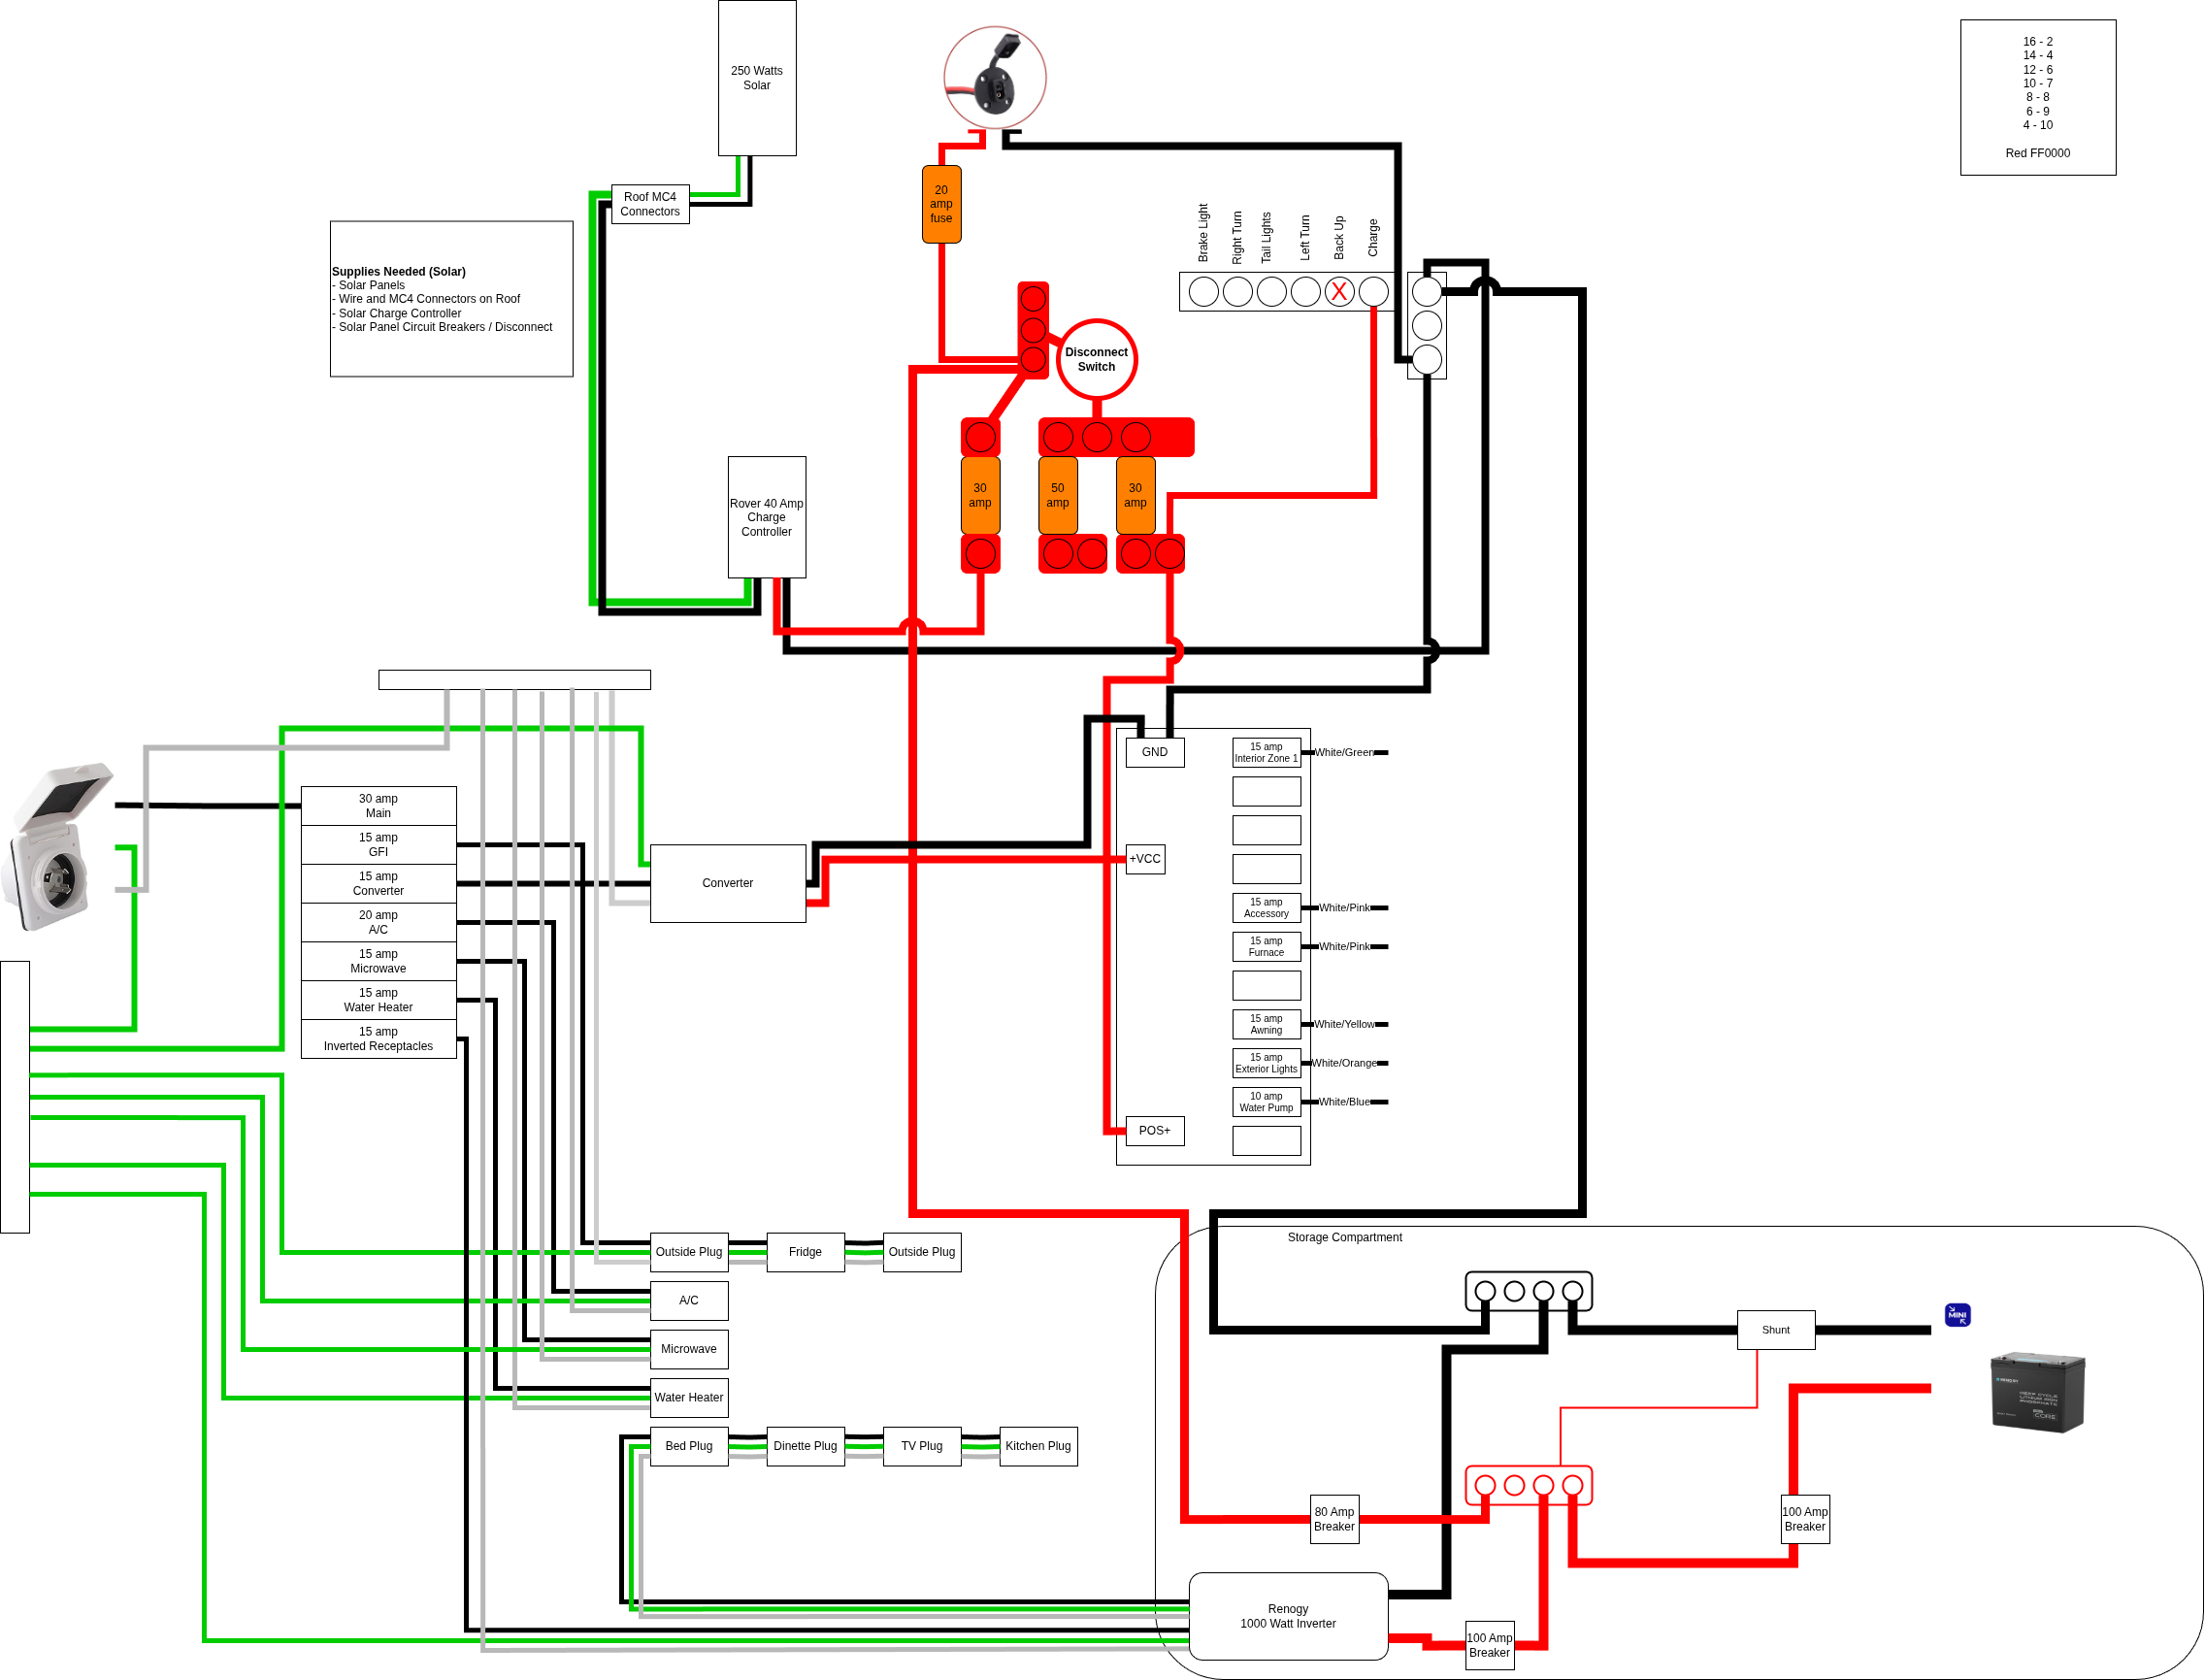 250 Watts
Solar
16 - 2
14 - 4
12 - 6
10 - 7
8 - 8
6 - 9
4 - 10
Red FF0000
Roof MC4
Connectors
20
amp
fuse
Supplies Needed (Solar)
- Solar Panels
- Wire and MC4 Connectors on Roof
- Solar Charge Controller
- Solar Panel Circuit Breakers / Disconnect
Brake Light
Right Turn
Tail Lights
Left Turn
Back Up
Charge
X
Disconnect
Switch
Rover 40 Amp
Charge
Controller
30
amp
50
amp
30
amp
GND
+VCC
POS+
15 amp
Interior Zone 1
White/Green
15 amp
Accessory
White/Pink
15 amp
Furnace
White/Pink
15 amp
Awning
White/Yellow
15 amp
Exterior Lights
White/Orange
10 amp
Water Pump
White/Blue
30 amp
Main
15 amp
GFI
15 amp
Converter
20 amp
A/C
15 amp
Microwave
15 amp
Water Heater
15 amp
Inverted Receptacles
Converter
Outside Plug
Fridge
Outside Plug
A/C
Microwave
Water Heater
Bed Plug
Dinette Plug
TV Plug
Kitchen Plug
Storage Compartment
Shunt
MINI
CORE
80 Amp
Breaker
100 Amp
Breaker
Renogy
1000 Watt Inverter
100 Amp
Breaker